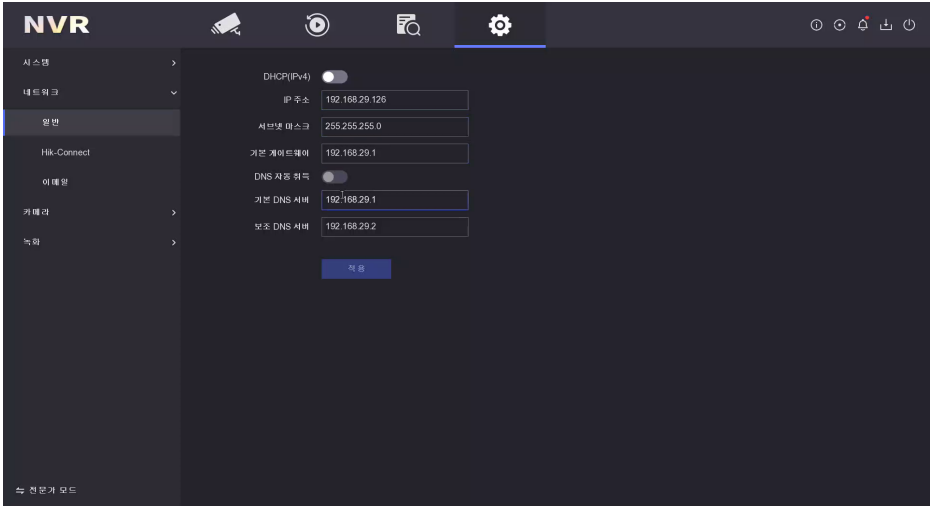 NVR
시스템
네트워크
일반
Hik-Connect
이메일
카메라
녹화
전문가 모드
DHCP(IPv4)
IP 주소 192.168.29.126
서브넷 마스크 255.255.255.0
기본 게이트웨이 192.168.29.1
DNS 자동 취득
기본 DNS 서버 192.168.29.1
보조 DNS 서버 192.168.29.2
적용